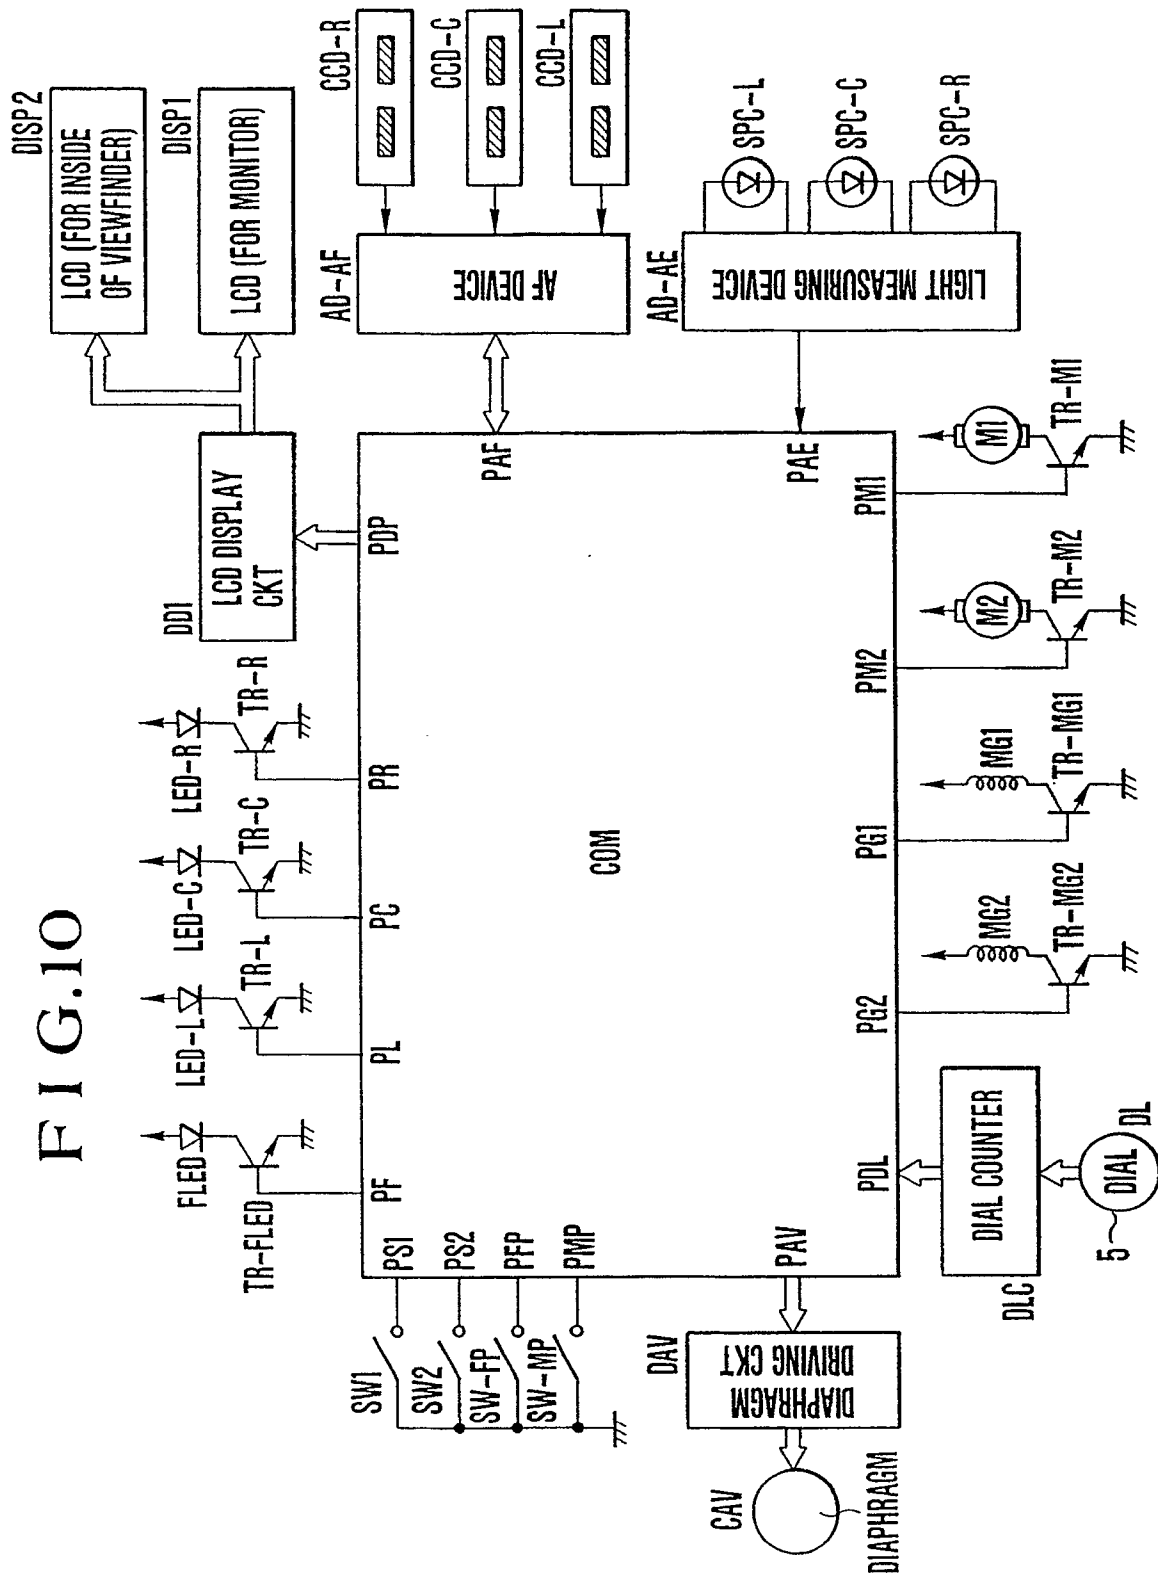 FIG.10
DISP2
LCD (FOR INSIDE
OF VIEWFINDER)
DISP1
LCD (FOR MONITOR)
DD1
LCD DISPLAY
CKT
FLED
LED-L
LED-C
LED-R
TR-FLED
TR-L
TR-C
TR-R
PF
PL
PC
PR
PDP
CCD-R
CCD-C
CCD-L
AD-AF
AF DEVICE
PAF
AD-AE
LIGHT MEASURING DEVICE
SPC-L
SPC-C
SPC-R
PAE
COM
SW1
SW2
SW-FP
SW-MP
PS1
PS2
PFP
PMP
PAV
DAV
DIAPHRAGM
DRIVING CKT
CAV
DIAPHRAGM
PDL
DLC
DIAL COUNTER
DIAL
DL
5
PG2
MG2
TR-MG2
PG1
MG1
TR-MG1
PM2
M2
TR-M2
PM1
M1
TR-M1